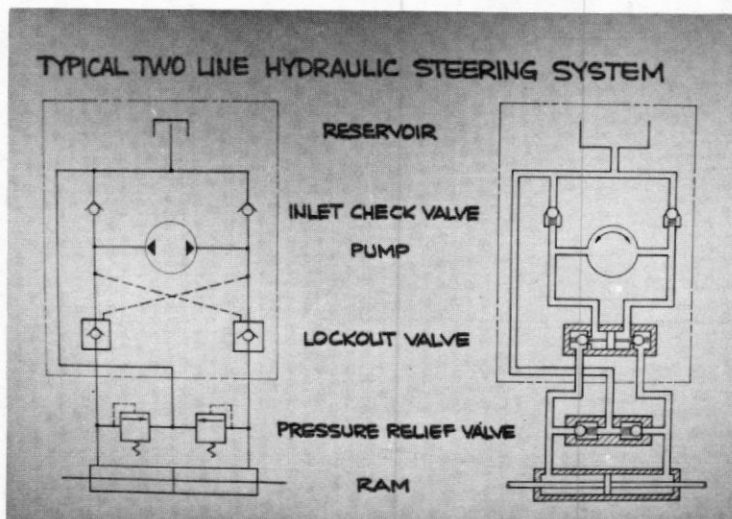 TYPICAL TWO LINE HYDRAULIC STEERING SYSTEM
RESERVOIR
INLET CHECK VALVE
PUMP
LOCKOUT VALVE
PRESSURE RELIEF VALVE
RAM